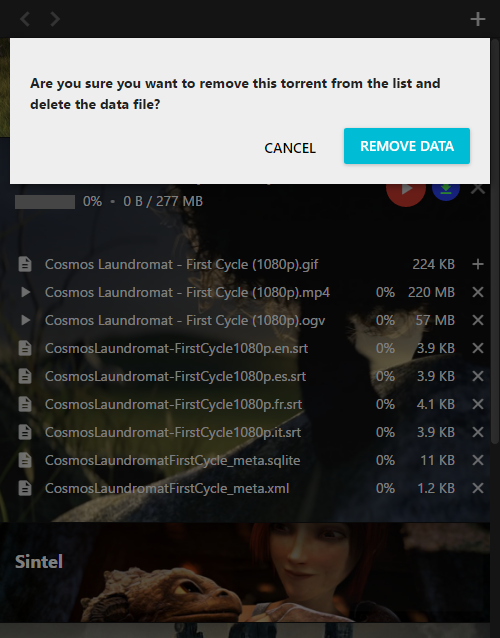 Are you sure you want to remove this torrent from the list and
delete the data file?
CANCEL REMOVE DATA
0% • 0 B / 277 MB
Cosmos Laundromat - First Cycle (1080p).gif 224 KB
Cosmos Laundromat - First Cycle (1080p).mp4 0% 220 MB
Cosmos Laundromat - First Cycle (1080p).ogv 0% 57 MB
CosmosLaundromat-FirstCycle1080p.en.srt 0% 3.9 KB
CosmosLaundromat-FirstCycle1080p.es.srt 0% 3.9 KB
CosmosLaundromat-FirstCycle1080p.fr.srt 0% 4.1 KB
CosmosLaundromat-FirstCycle1080p.it.srt 0% 3.9 KB
CosmosLaundromatFirstCycle_meta.sqlite 0% 11 KB
CosmosLaundromatFirstCycle_meta.xml 0% 1.2 KB
Sintel